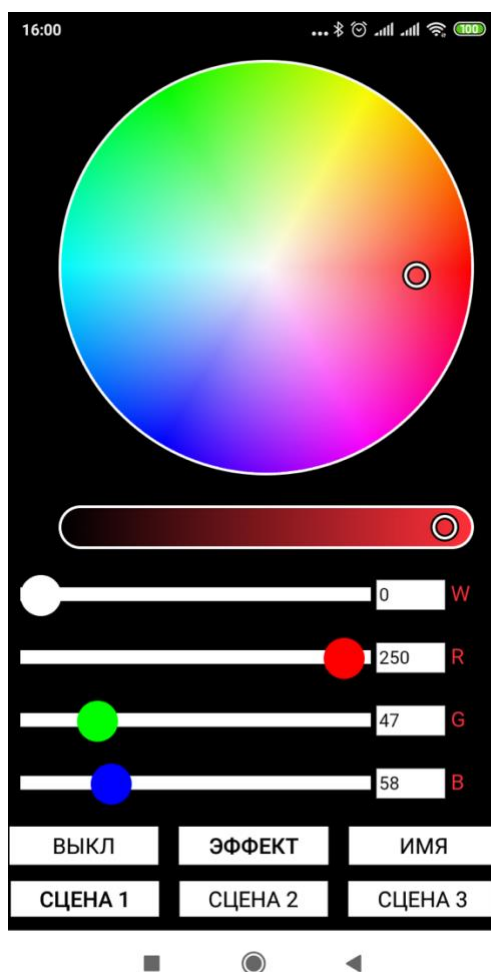 16:00 100
0 W
250 R
47 G
58 B
ВЫКЛ ЭФФЕКТ ИМЯ
СЦЕНА 1 СЦЕНА 2 СЦЕНА 3